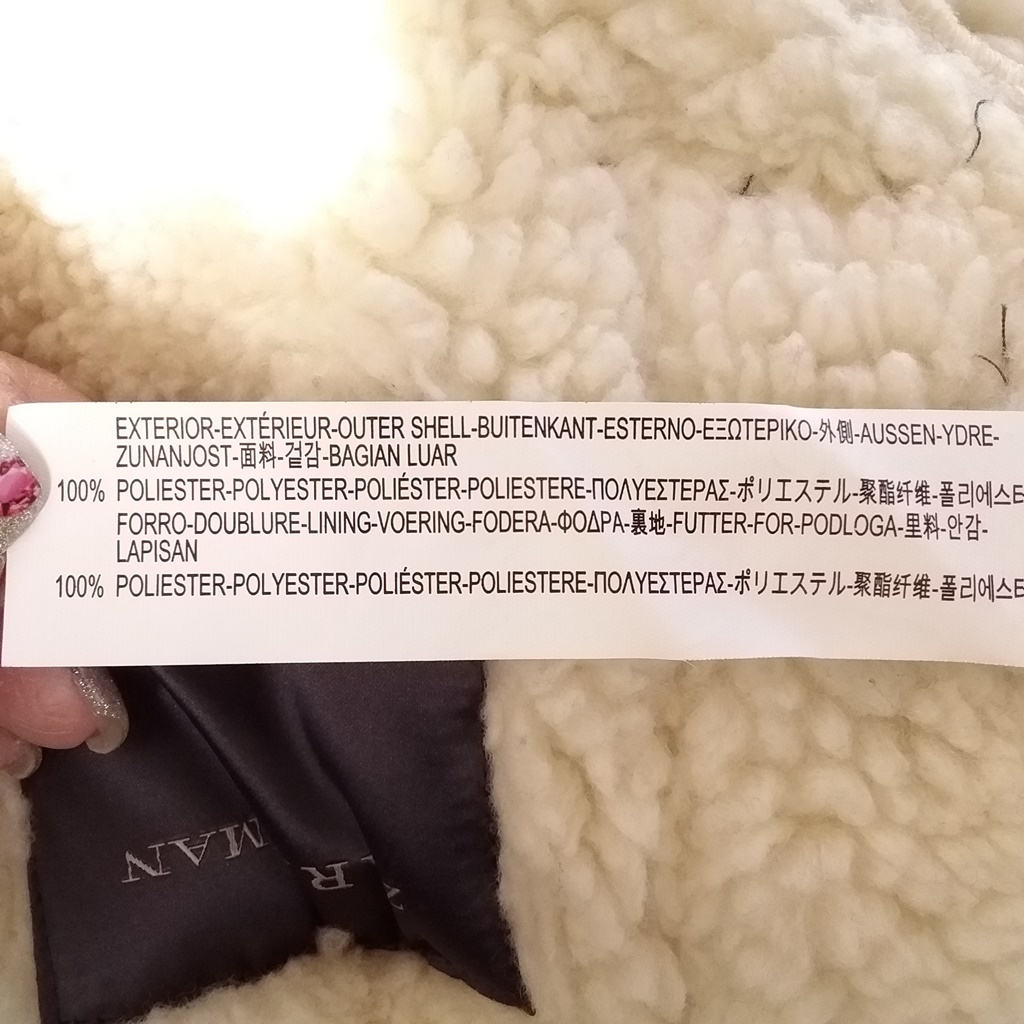 EXTERIOR-EXTÉRIEUR-OUTER SHELL-BUITENKANT-ESTERNO-ΕΞΩΤΕΡΙΚΟ-外側-AUSSEN-YDRE-
ZUNANJOST-面料-겉감-BAGIAN LUAR
100% POLIESTER-POLYESTER-POLIÉSTER-POLIESTERE-ΠΟΛΥΕΣΤΕΡΑΣ-ポリエステル-聚酯纤维-폴리에스테
FORRO-DOUBLURE-LINING-VOERING-FODERA-ΦΟΔΡΑ-裏地-FUTTER-FOR-PODLOGA-里料-안감-
LAPISAN
100% POLIESTER-POLYESTER-POLIÉSTER-POLIESTERE-ΠΟΛΥΕΣΤΕΡΑΣ-ポリエステル-聚酯纤维-폴리에스테
MAN